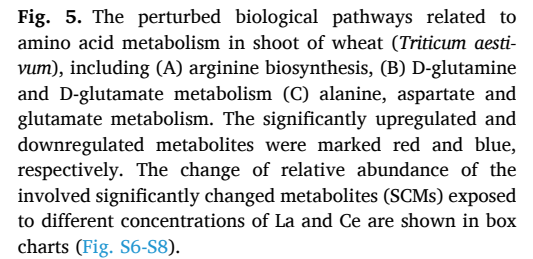 Fig. 5. The perturbed biological pathways related to
amino acid metabolism in shoot of wheat (Triticum aesti-
vum), including (A) arginine biosynthesis, (B) D-glutamine
and D-glutamate metabolism (C) alanine, aspartate and
glutamate metabolism. The significantly upregulated and
downregulated metabolites were marked red and blue,
respectively. The change of relative abundance of the
involved significantly changed metabolites (SCMs) exposed
to different concentrations of La and Ce are shown in box
charts (Fig. S6-S8).